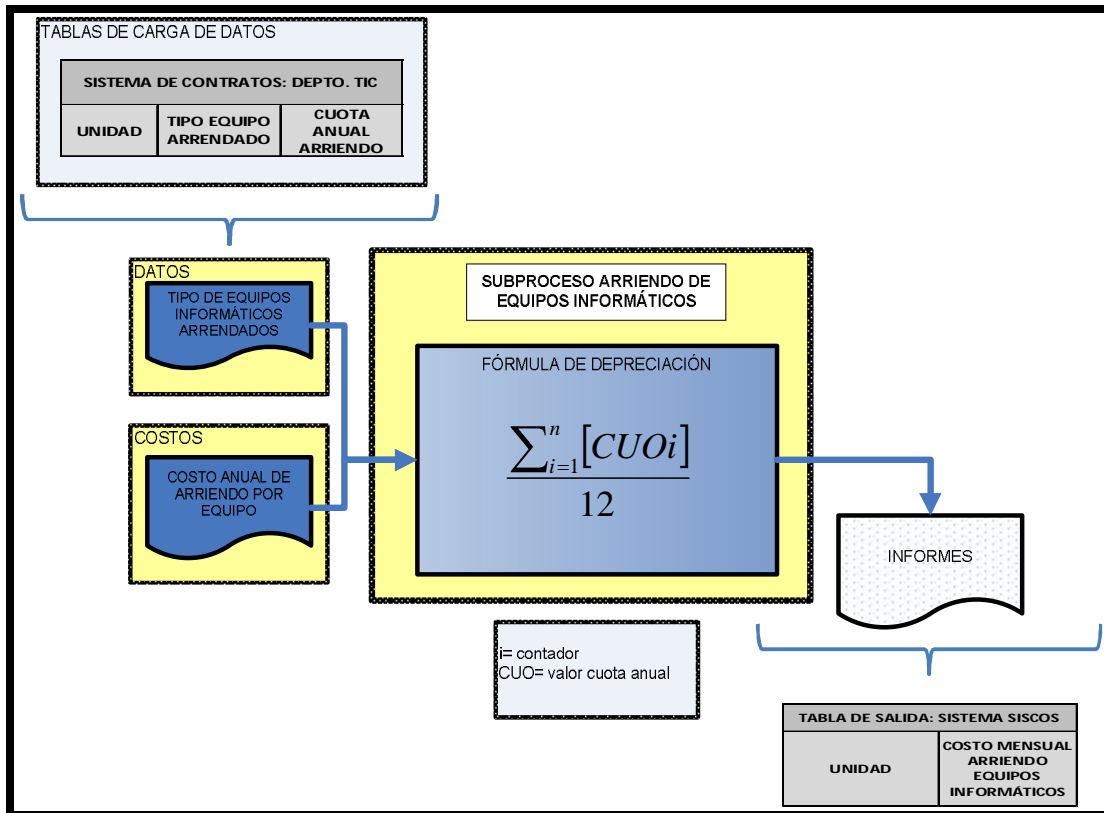 TABLAS DE CARGA DE DATOS
SISTEMA DE CONTRATOS: DEPTO. TIC
UNIDAD
TIPO EQUIPO
ARRENDADO
CUOTA
ANUAL
ARRIENDO
DATOS
TIPO DE EQUIPOS
INFORMÁTICOS
ARRENDADOS
COSTOS
COSTO ANUAL DE
ARRIENDO POR
EQUIPO
SUBPROCESO ARRIENDO DE
EQUIPOS INFORMÁTICOS
FÓRMULA DE DEPRECIACIÓN
∑ⁿᵢ₌₁[CUOi]
12
INFORMES
i= contador
CUO= valor cuota anual
TABLA DE SALIDA: SISTEMA SISCOS
UNIDAD
COSTO MENSUAL
ARRIENDO
EQUIPOS
INFORMÁTICOS